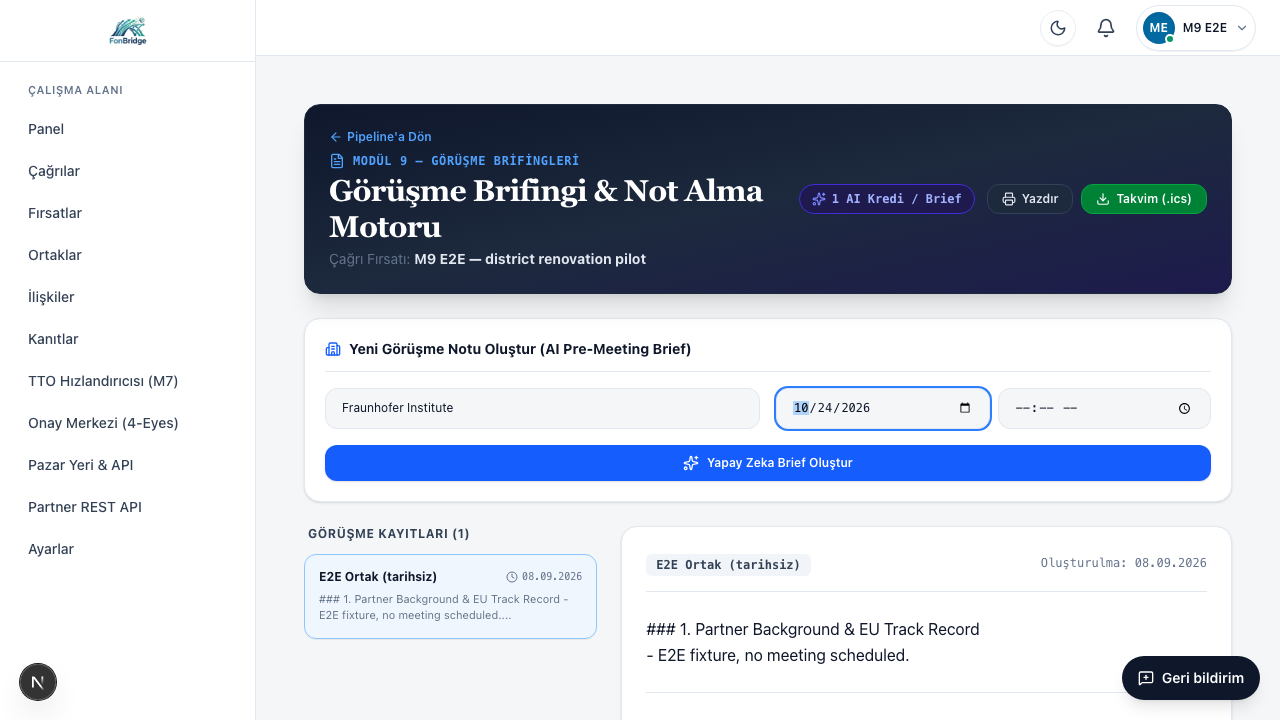 FonBridge
ME
M9 E2E
ÇALIŞMA ALANI
Panel
Çağrılar
Fırsatlar
Ortaklar
İlişkiler
Kanıtlar
TTO Hızlandırıcısı (M7)
Onay Merkezi (4-Eyes)
Pazar Yeri & API
Partner REST API
Ayarlar
N
Pipeline'a Dön
MODÜL 9 — GÖRÜŞME BRİFİNGLERİ
Görüşme Brifingi & Not Alma
Motoru
Çağrı Fırsatı: M9 E2E — district renovation pilot
1 AI Kredi / Brief
Yazdır
Takvim (.ics)
Yeni Görüşme Notu Oluştur (AI Pre-Meeting Brief)
Fraunhofer Institute
10/24/2026
--:-- --
Yapay Zeka Brief Oluştur
GÖRÜŞME KAYITLARI (1)
E2E Ortak (tarihsiz)
08.09.2026
### 1. Partner Background & EU Track Record -
E2E fixture, no meeting scheduled....
E2E Ortak (tarihsiz)
Oluşturulma: 08.09.2026
### 1. Partner Background & EU Track Record
- E2E fixture, no meeting scheduled.
Geri bildirim